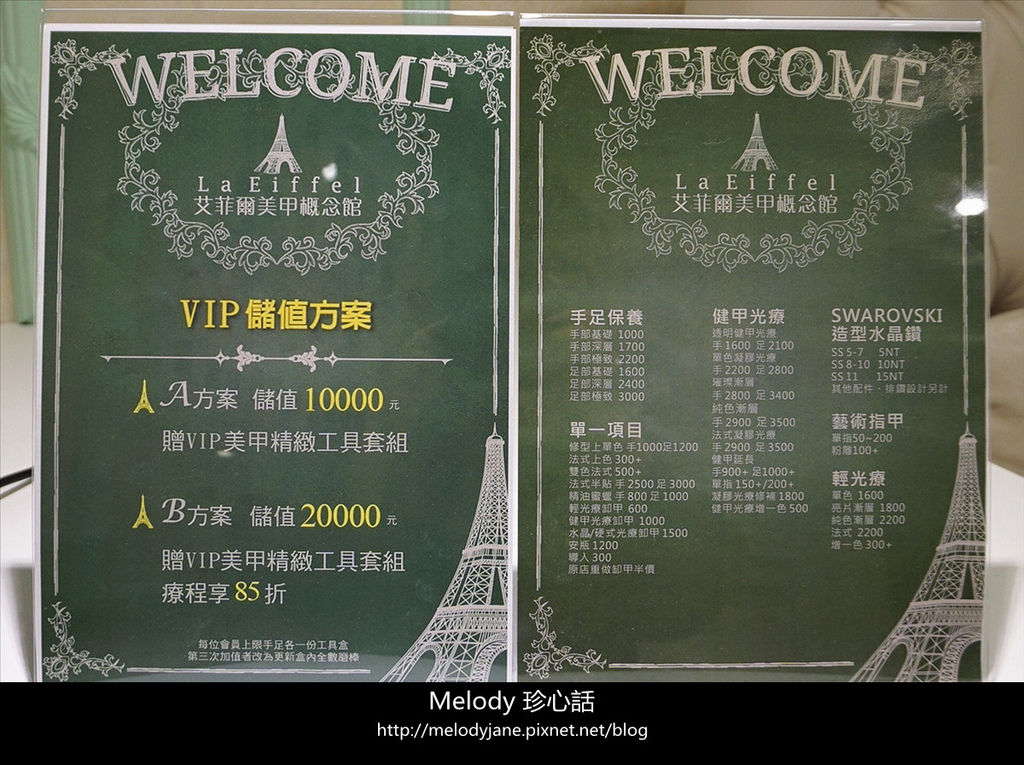 WELCOME
La Eiffel
艾菲爾美甲概念館
VIP儲值方案
A方案 儲值 10000 元
贈VIP美甲精緻工具套組
B方案 儲值 20000 元
贈VIP美甲精緻工具套組
療程享 85 折
每位會員上限手足各一份工具盒
第三次加值者改為更新盒內全數磨棒
WELCOME
La Eiffel
艾菲爾美甲概念館
手足保養
手部基礎 1000
手部深層 1700
手部極致 2200
足部基礎 1600
足部深層 2400
足部極致 3000
單一項目
修型上單色 手1000足1200
法式上色 300+
雙色法式 500+
法式半貼 手 2500 足 3000
精油蜜蠟 手 800 足 1000
輕光療卸甲 600
健甲光療卸甲 1000
水晶/硬式光療卸甲 1500
安瓶 1200
導入 300
原店重做卸甲半價
健甲光療
透明健甲光療
手 1600 足 2100
單色凝膠光療
手 2200 足 2800
璀璨漸層
手 2800 足 3400
純色漸層
手 2900 足 3500
法式凝膠光療
手 2900 足 3500
健甲延長
手900+ 足1000+
單指 150+/200+
凝膠光療修補 1800
健甲光療增一色 500
SWAROVSKI
造型水晶鑽
SS 5-7 5NT
SS 8-10 10NT
SS 11 15NT
其他配件、排鑽設計另計
藝術指甲
單指50~200
粉雕100+
輕光療
單色 1600
亮片漸層 1800
純色漸層 2200
法式 2200
增一色 300+
Melody 珍心話
http://melodyjane.pixnet.net/blog